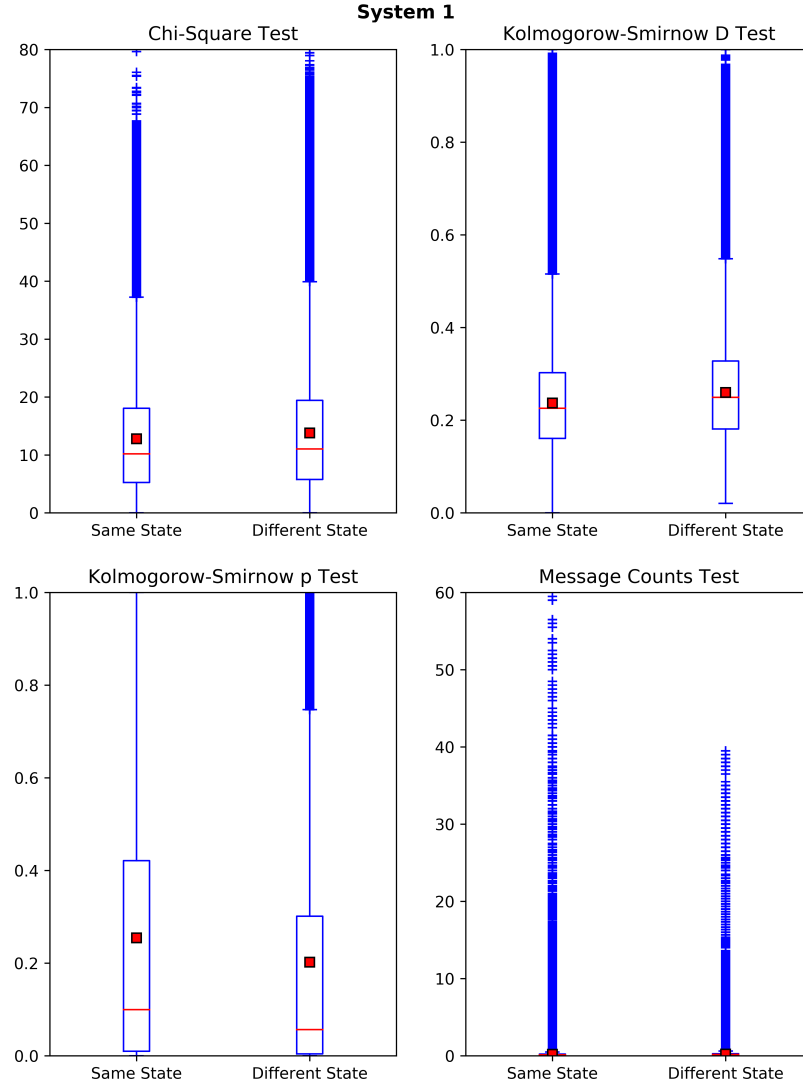 System 1
Chi-Square Test
80
70
60
50
40
30
20
10
0
Same State
Different State
Kolmogorow-Smirnow D Test
1.0
0.8
0.6
0.4
0.2
0.0
Same State
Different State
Kolmogorow-Smirnow p Test
1.0
0.8
0.6
0.4
0.2
0.0
Same State
Different State
Message Counts Test
60
50
40
30
20
10
0
Same State
Different State